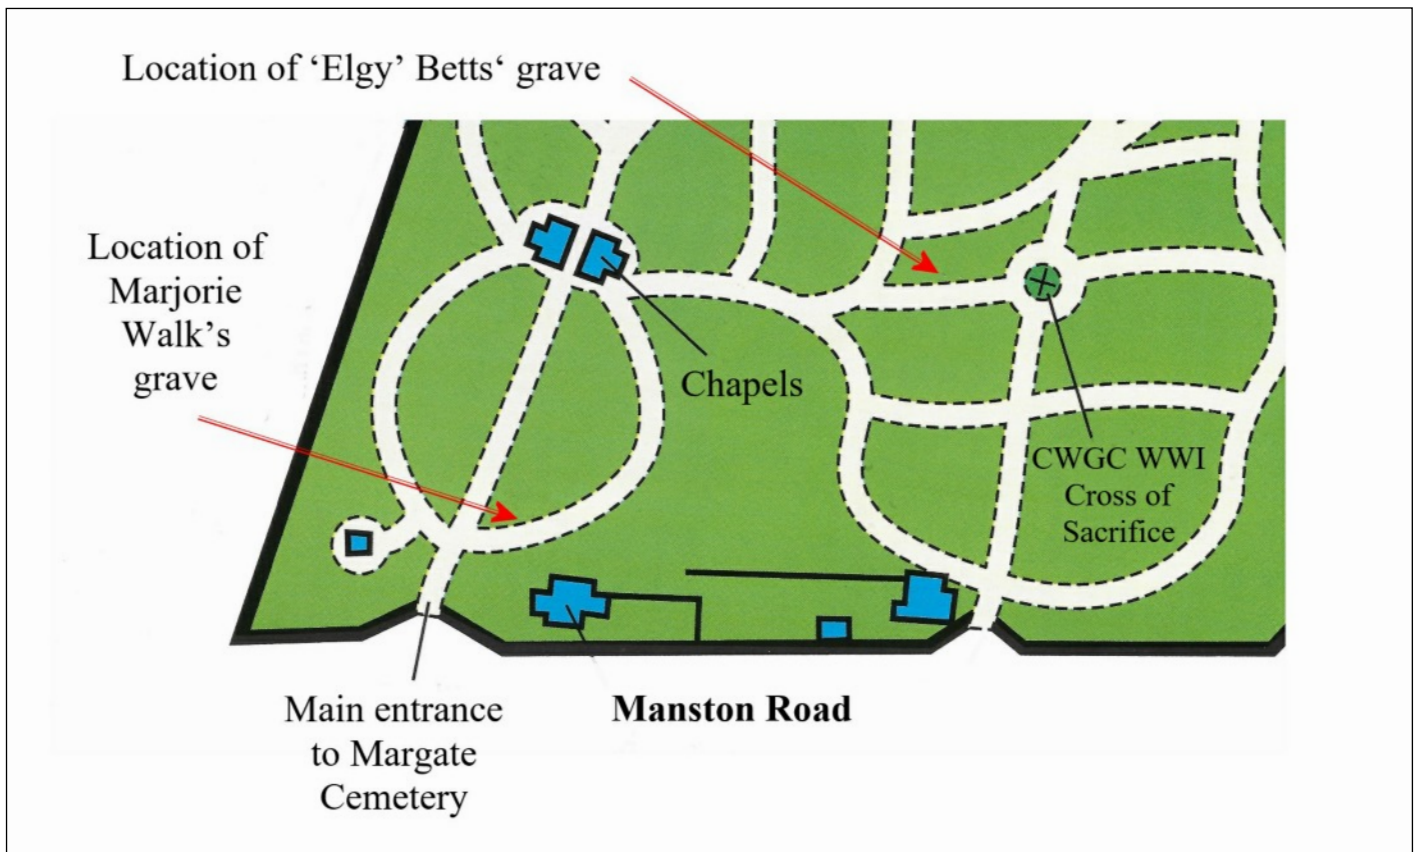 Location of ‘Elgy’ Betts‘ grave
Location of
Marjorie
Walk’s
grave
Chapels
CWGC WWI
Cross of
Sacrifice
Main entrance
to Margate
Cemetery
Manston Road